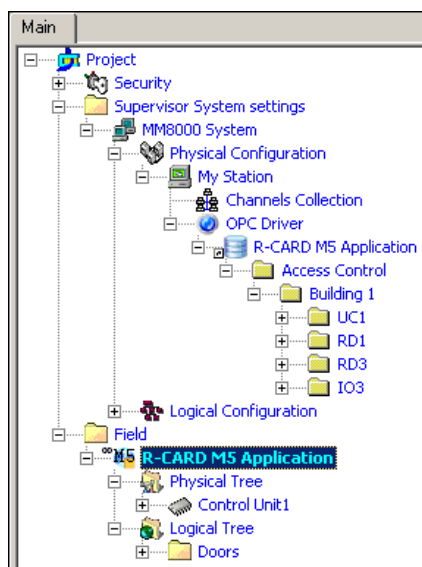 Main
Project
Security
Supervisor System settings
MM8000 System
Physical Configuration
My Station
Channels Collection
OPC Driver
R-CARD M5 Application
Access Control
Building 1
UC1
RD1
RD3
IO3
Logical Configuration
Field
M5 R-CARD M5 Application
Physical Tree
Control Unit1
Logical Tree
Doors